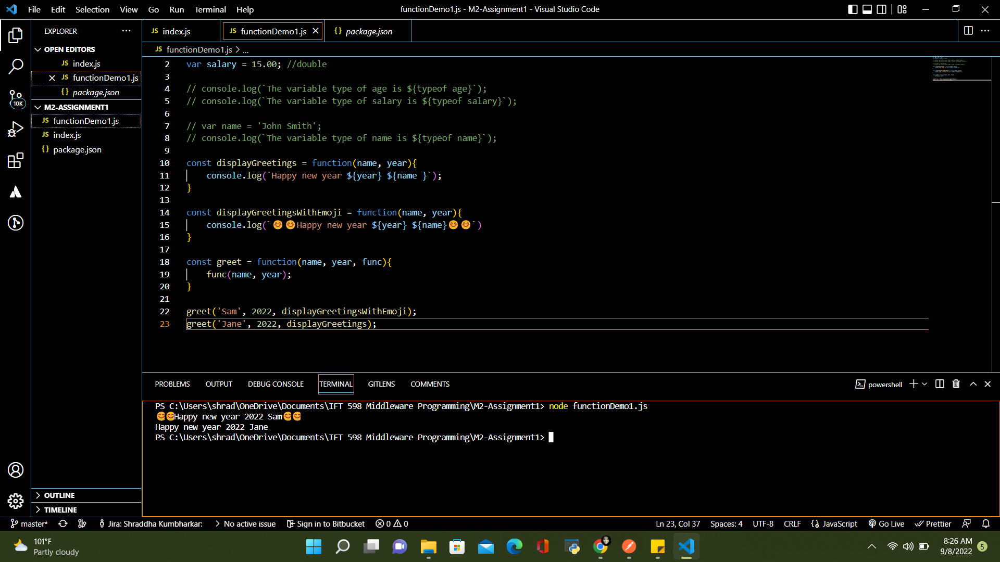 File Edit Selection View Go Run Terminal Help
functionDemo1.js - M2-Assignment1 - Visual Studio Code
EXPLORER ...
OPEN EDITORS
JS index.js
JS functionDemo1.js
{} package.json
10K
M2-ASSIGNMENT1
JS functionDemo1.js
JS index.js
{} package.json
OUTLINE
TIMELINE
JS index.js JS functionDemo1.js {} package.json
JS functionDemo1.js > ...
2 var salary = 15.00; //double
3
4 // console.log(`The variable type of age is ${typeof age}`);
5 // console.log(`The variable type of salary is ${typeof salary}`);
6
7 // var name = 'John Smith';
8 // console.log(`The variable type of name is ${typeof name}`);
9
10 const displayGreetings = function(name, year){
11     console.log(`Happy new year ${year} ${name }`);
12 }
13
14 const displayGreetingsWithEmoji = function(name, year){
15     console.log(`😊😊Happy new year ${year} ${name}😊😊`)
16 }
17
18 const greet = function(name, year, func){
19     func(name, year);
20 }
21
22 greet('Sam', 2022, displayGreetingsWithEmoji);
23 greet('Jane', 2022, displayGreetings);
PROBLEMS OUTPUT DEBUG CONSOLE TERMINAL GITLENS COMMENTS
powershell
PS C:\Users\shrad\OneDrive\Documents\IFT 598 Middleware Programming\M2-Assignment1> node functionDemo1.js
😊😊Happy new year 2022 Sam😊😊
Happy new year 2022 Jane
PS C:\Users\shrad\OneDrive\Documents\IFT 598 Middleware Programming\M2-Assignment1>
master* Jira: Shraddha Kumbharkar: > No active issue Sign in to Bitbucket 0 0
Ln 23, Col 37 Spaces: 4 UTF-8 CRLF {} JavaScript Go Live Prettier
101°F
Partly cloudy
8:26 AM
9/8/2022
5